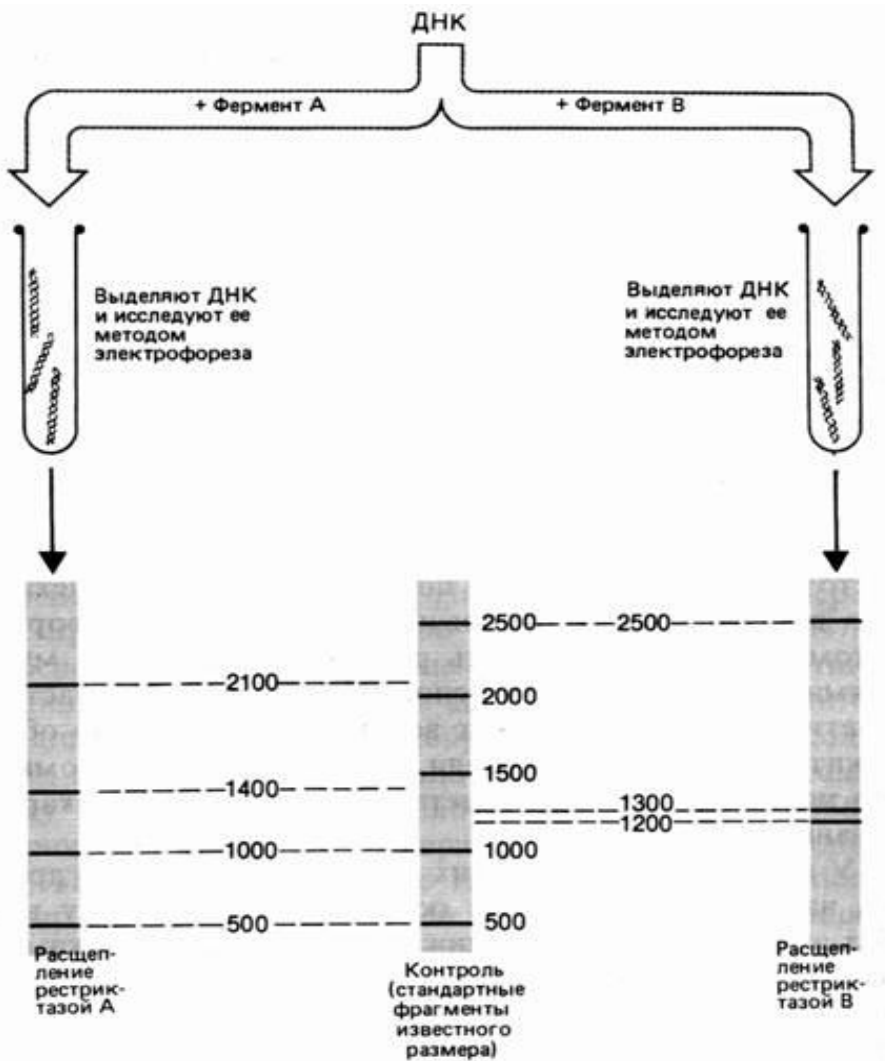 ДНК
+ Фермент А
+ Фермент В
Выделяют ДНК
и исследуют ее
методом
электрофореза
Выделяют ДНК
и исследуют ее
методом
электрофореза
2500
2500
2100
2000
1500
1400
1300
1200
1000
1000
500
500
Расщеп-
ление
рестрик-
тазой А
Контроль
(стандартные
фрагменты
известного
размера)
Расщеп-
ление
рестрик-
тазой В